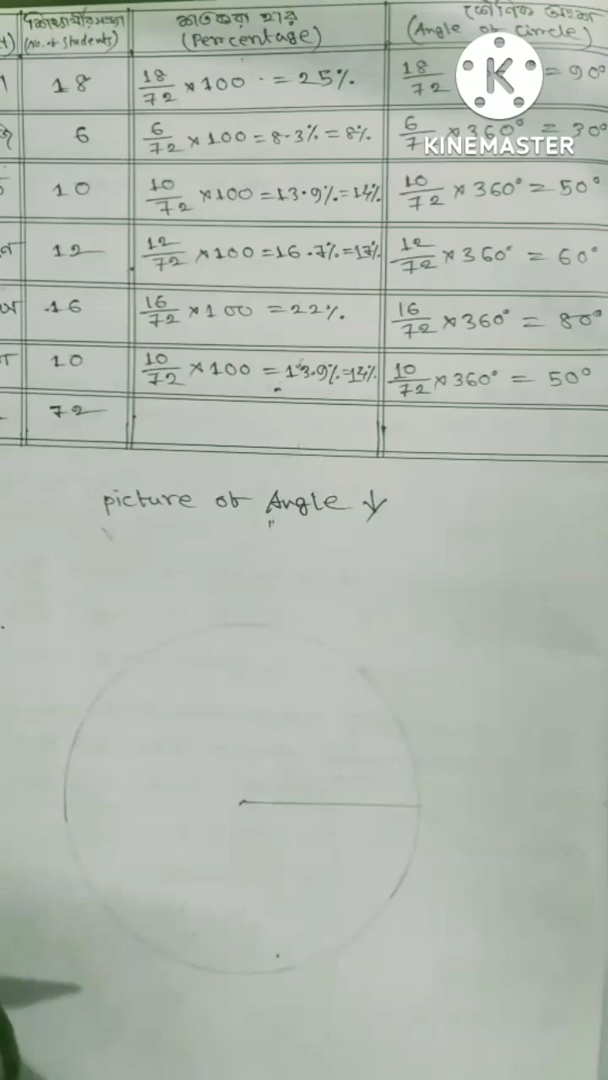 শিক্ষার্থীর সংখ্যা
(No. of Students)
শতকরা হার
(Percentage)
কৌণিক
(Angle of Circle)
18
18/72 × 100 = 25%.
18/72 = 90°
6
6/72 × 100 = 8.3% = 8%
6/7 × 360° = 30°
10
10/72 × 100 = 13.9% = 14%
10/72 × 360° = 50°
12
12/72 × 100 = 16.7% = 17%
12/72 × 360° = 60°
16
16/72 × 100 = 22%.
16/72 × 360° = 80°
10
10/72 × 100 = 13.9% = 14%
10/72 × 360° = 50°
72
K
KINEMASTER
picture of Angle ↓